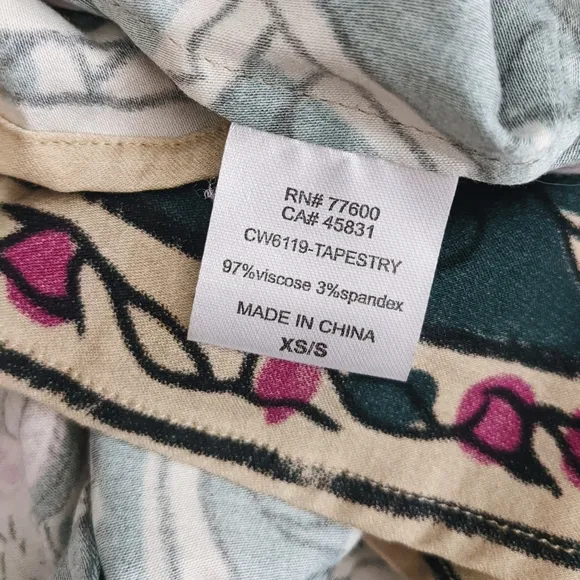 RN# 77600
CA# 45831
CW6119-TAPESTRY
97%viscose 3%spandex
MADE IN CHINA
XS/S